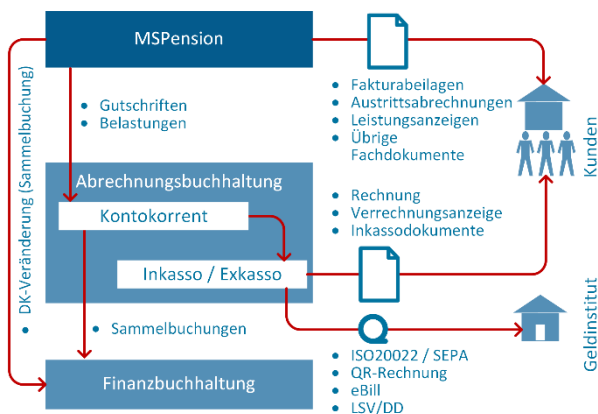 MSPension
• Fakturabeilagen
• Austrittsabrechnungen
• Leistungsanzeigen
• Übrige
Fachdokumente
• Gutschriften
• Belastungen
• DK-Veränderung (Sammelbuchung)
Kunden
Abrechnungsbuchhaltung
Kontokorrent
Inkasso / Exkasso
• Rechnung
• Verrechnungsanzeige
• Inkassodokumente
• Sammelbuchungen
Geldinstitut
• ISO20022 / SEPA
• QR-Rechnung
• eBill
• LSV/DD
Finanzbuchhaltung